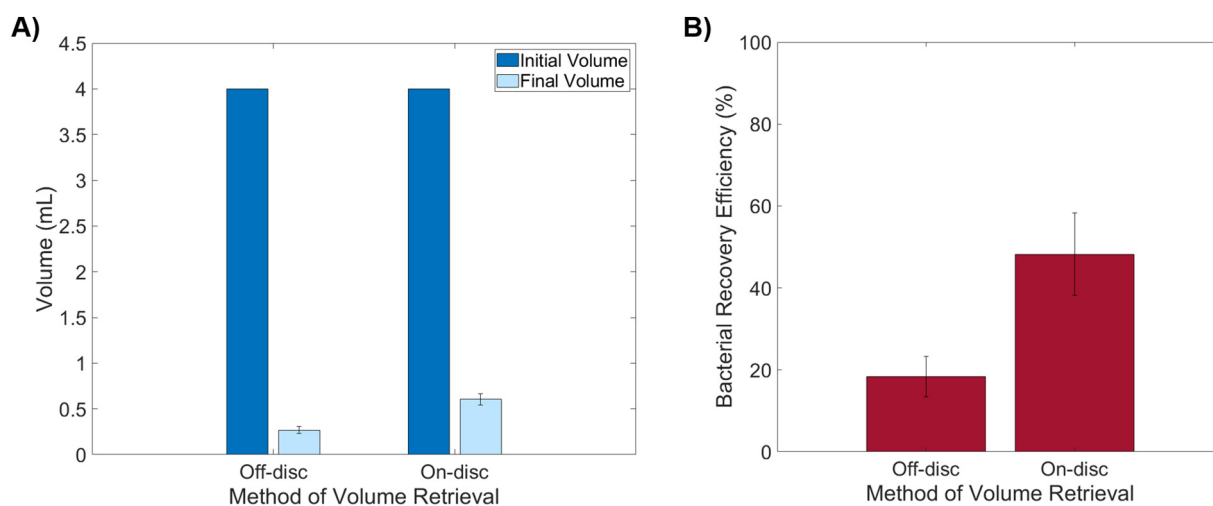 A)
4.5
4
3.5
3
2.5
2
1.5
1
0.5
0
Volume (mL)
Initial Volume
Final Volume
Off-disc On-disc
Method of Volume Retrieval
B)
100
80
60
40
20
0
Bacterial Recovery Efficiency (%)
Off-disc On-disc
Method of Volume Retrieval